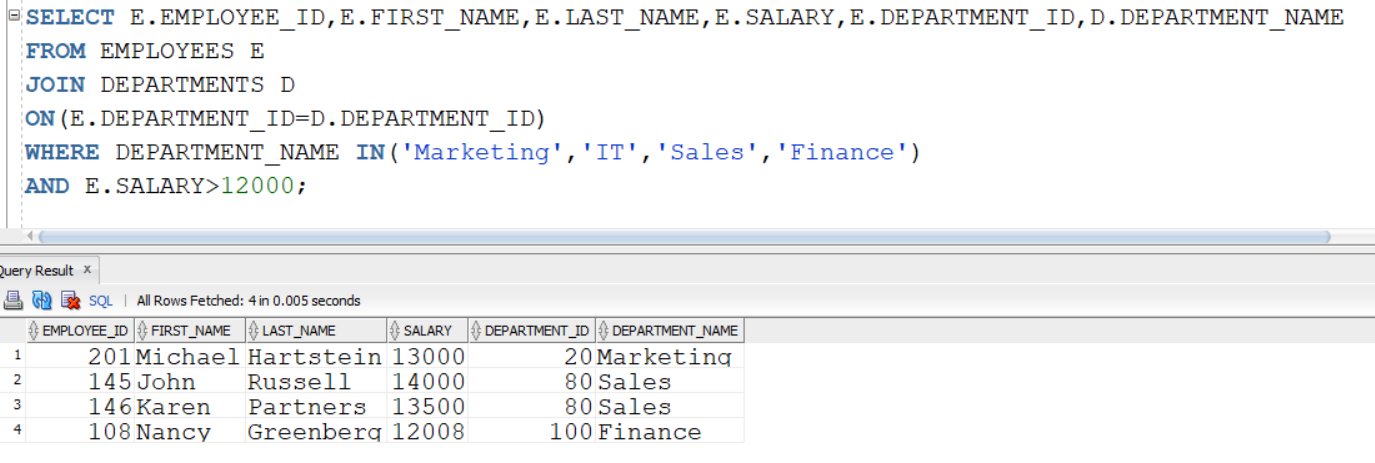 SELECT E.EMPLOYEE_ID,E.FIRST_NAME,E.LAST_NAME,E.SALARY,E.DEPARTMENT_ID,D.DEPARTMENT_NAME
FROM EMPLOYEES E
JOIN DEPARTMENTS D
ON(E.DEPARTMENT_ID=D.DEPARTMENT_ID)
WHERE DEPARTMENT_NAME IN('Marketing','IT','Sales','Finance')
AND E.SALARY>12000;
Query Result x
SQL | All Rows Fetched: 4 in 0.005 seconds
EMPLOYEE_ID FIRST_NAME LAST_NAME SALARY DEPARTMENT_ID DEPARTMENT_NAME
1 201 Michael Hartstein 13000 20 Marketing
2 145 John Russell 14000 80 Sales
3 146 Karen Partners 13500 80 Sales
4 108 Nancy Greenberg 12008 100 Finance